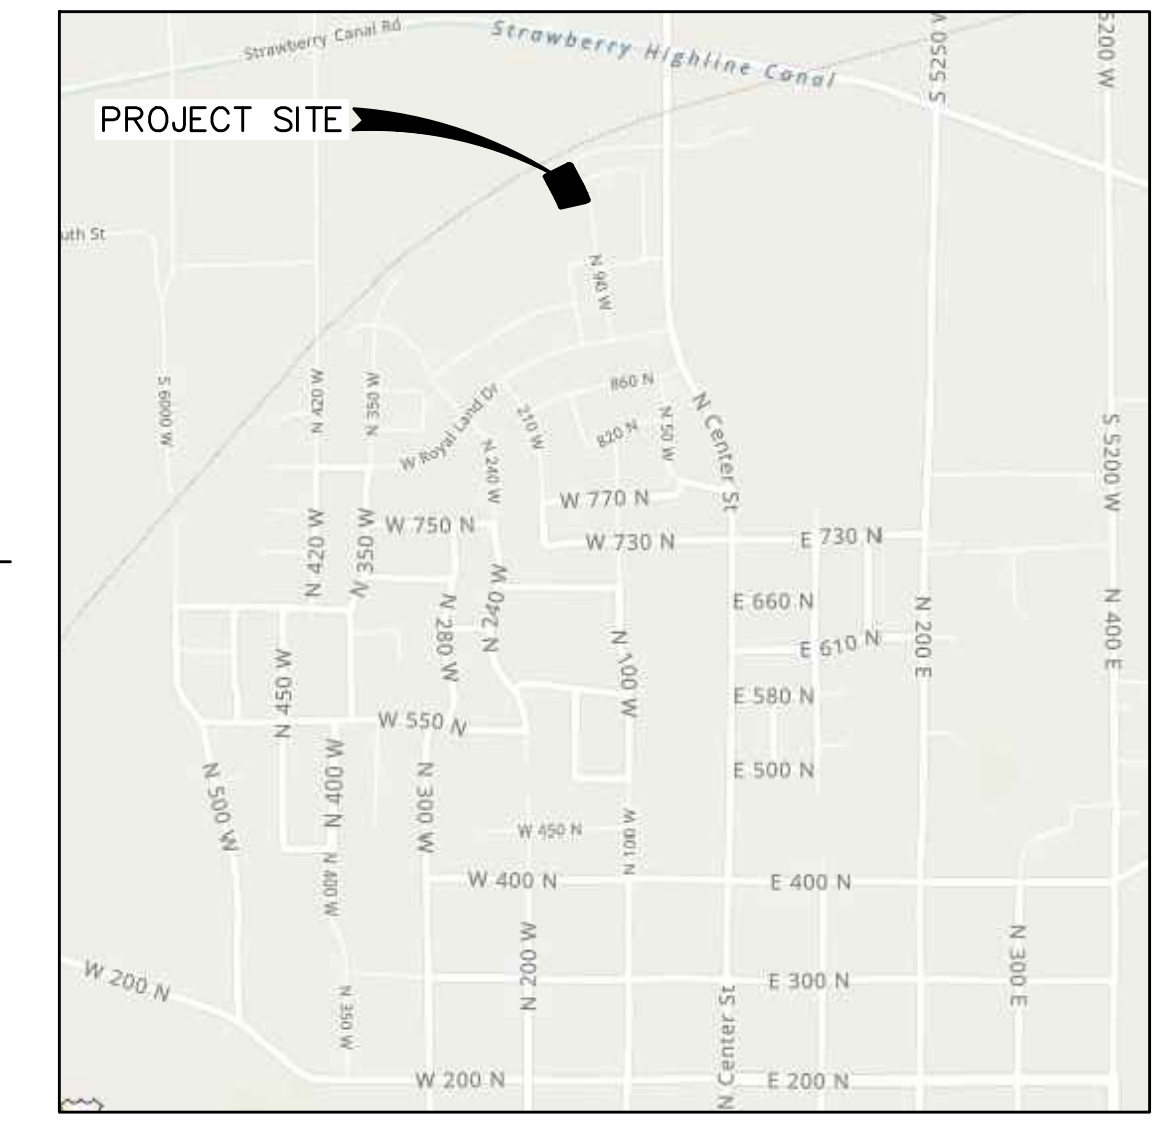 Strawberry Canal Rd
Strawberry Highline Canal
S 5250 W
5200 W
PROJECT SITE
uth St
N 90 W
S 6000 W
N 420 W
N 350 W
W Royal Land Dr
N 240 W
210 W
860 N
820 N
N 50 W
N Center St
S 5200 W
W 770 N
W 750 N
W 730 N
E 730 N
N 420 W
N 350 W
N 280 W
N 240 W
E 660 N
N 100 W
E 610 N
N 200 E
N 400 E
N 450 W
E 580 N
W 550 N
N 500 W
N 400 W
N 300 W
E 500 N
W 450 N
N 100 W
N 400 W
W 400 N
E 400 N
W 200 N
N 200 W
N 350 W
E 300 N
N 300 E
N Center St
W 200 N
E 200 N